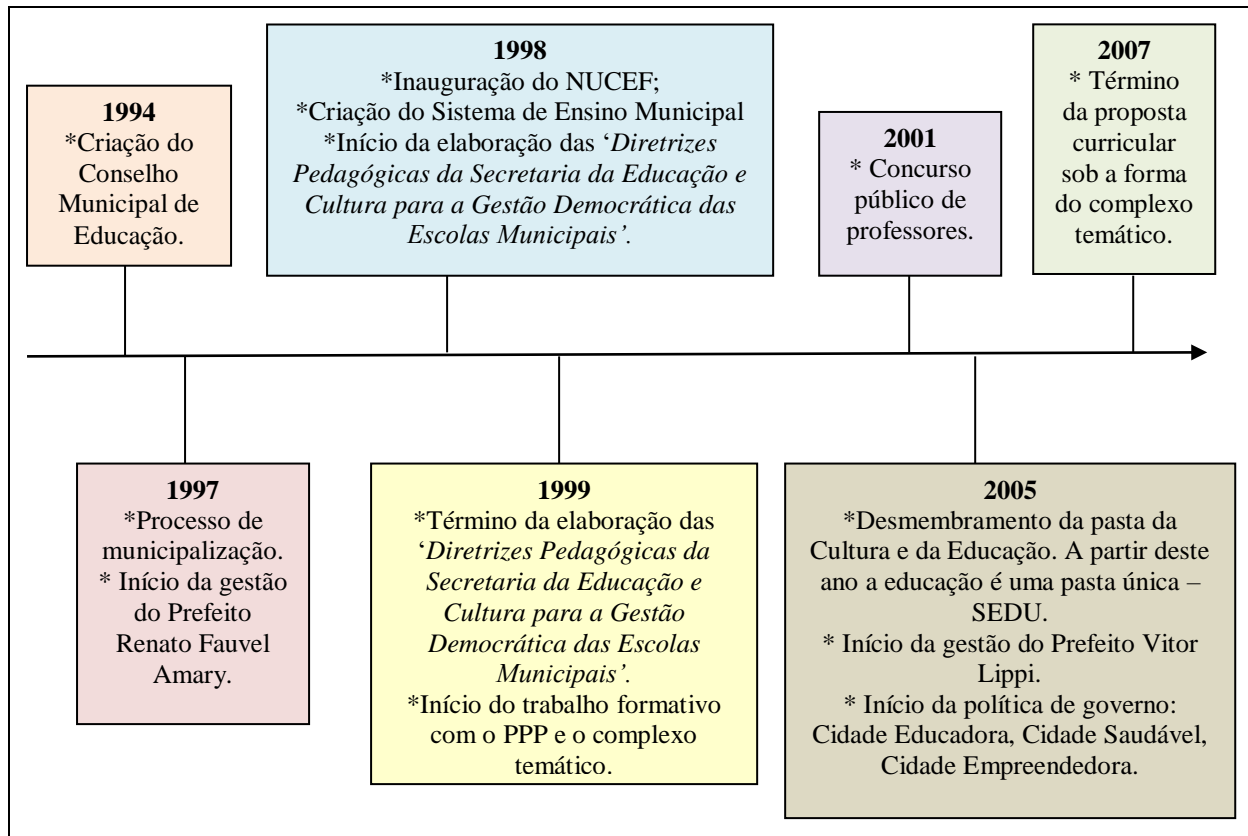 1994
*Criação do
Conselho
Municipal de
Educação.
1998
*Inauguração do NUCEF;
*Criação do Sistema de Ensino Municipal
*Início da elaboração das ‘Diretrizes
Pedagógicas da Secretaria da Educação e
Cultura para a Gestão Democrática das
Escolas Municipais’.
2001
* Concurso
público de
professores.
2007
* Término
da proposta
curricular
sob a forma
do complexo
temático.
1997
*Processo de
municipalização.
* Início da gestão
do Prefeito
Renato Fauvel
Amary.
1999
*Término da elaboração das
‘Diretrizes Pedagógicas da
Secretaria da Educação e
Cultura para a Gestão
Democrática das Escolas
Municipais’.
*Início do trabalho formativo
com o PPP e o complexo
temático.
2005
*Desmembramento da pasta da
Cultura e da Educação. A partir deste
ano a educação é uma pasta única –
SEDU.
* Início da gestão do Prefeito Vitor
Lippi.
* Início da política de governo:
Cidade Educadora, Cidade Saudável,
Cidade Empreendedora.